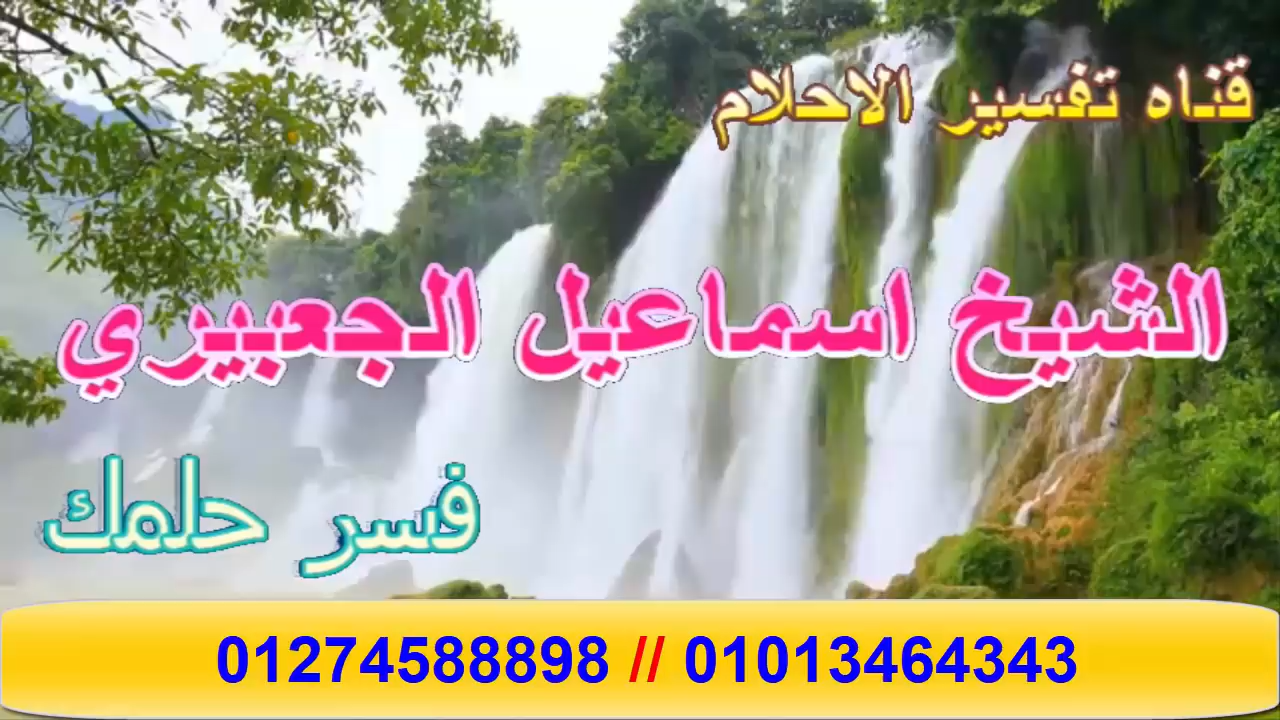 قناه تفسير الاحلام
الشيخ اسماعيل الجعبيري
فسر حلمك
01274588898 // 01013464343